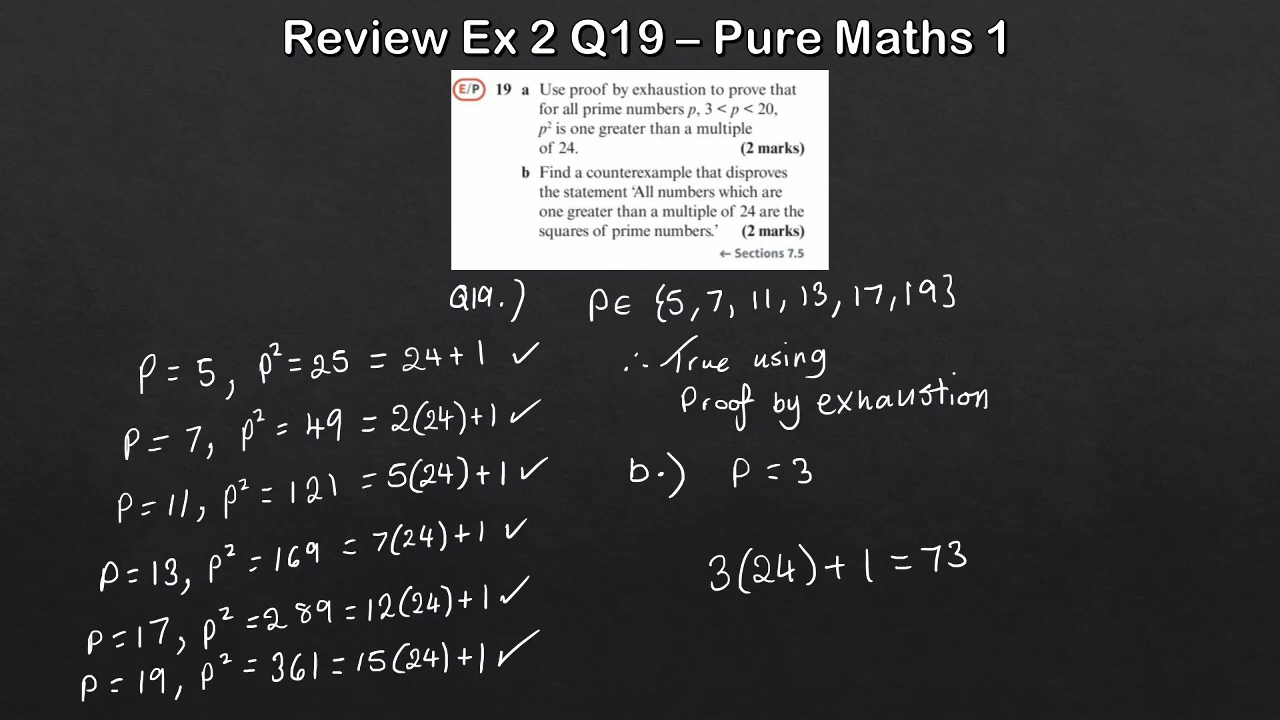 Review Ex 2 Q19 – Pure Maths 1
E/P 19 a Use proof by exhaustion to prove that
for all prime numbers p, 3 < p < 20,
p² is one greater than a multiple
of 24. (2 marks)
b Find a counterexample that disproves
the statement ‘All numbers which are
one greater than a multiple of 24 are the
squares of prime numbers.’ (2 marks)
← Sections 7.5
Q19.) P∈ {5, 7, 11, 13, 17, 19}
P = 5, p² = 25 = 24 + 1 ✓
P = 7, p² = 49 = 2(24) + 1 ✓
P = 11, p² = 121 = 5(24) + 1 ✓
P = 13, p² = 169 = 7(24) + 1 ✓
P = 17, p² = 289 = 12(24) + 1 ✓
P = 19, p² = 361 = 15(24) + 1 ✓
∴ True using
Proof by exhaustion
b.) P = 3
3(24) + 1 = 73